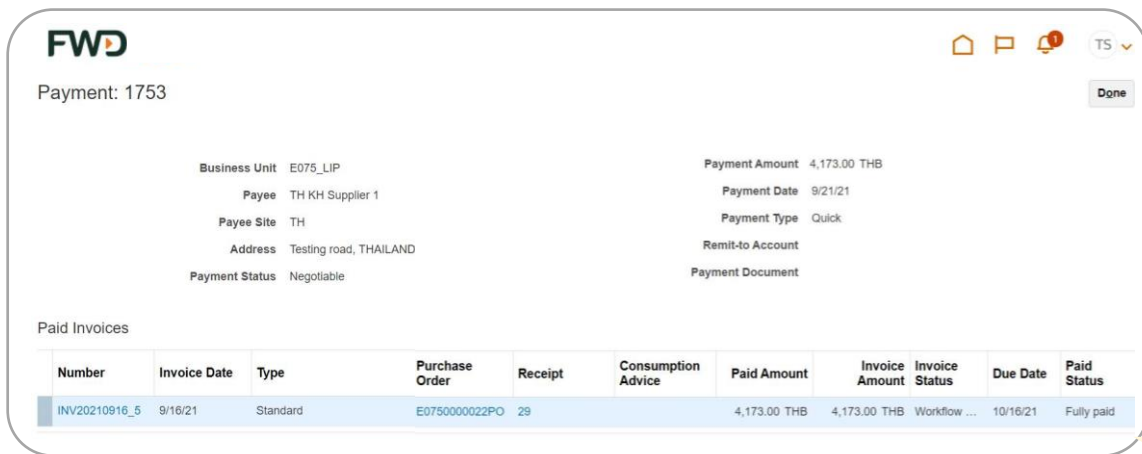 FWD
1
TS
Payment: 1753
Done
Business Unit E075_LIP
Payee TH KH Supplier 1
Payee Site TH
Address Testing road, THAILAND
Payment Status Negotiable
Payment Amount 4,173.00 THB
Payment Date 9/21/21
Payment Type Quick
Remit-to Account
Payment Document
Paid Invoices
Number Invoice Date Type Purchase Order Receipt Consumption Advice Paid Amount Invoice Amount Invoice Status Due Date Paid Status
INV20210916_5 9/16/21 Standard E0750000022PO 29 4,173.00 THB 4,173.00 THB Workflow ... 10/16/21 Fully paid